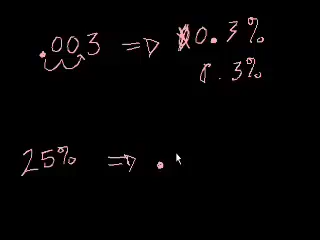 .003 => 0.3%
0.3%
25% => .